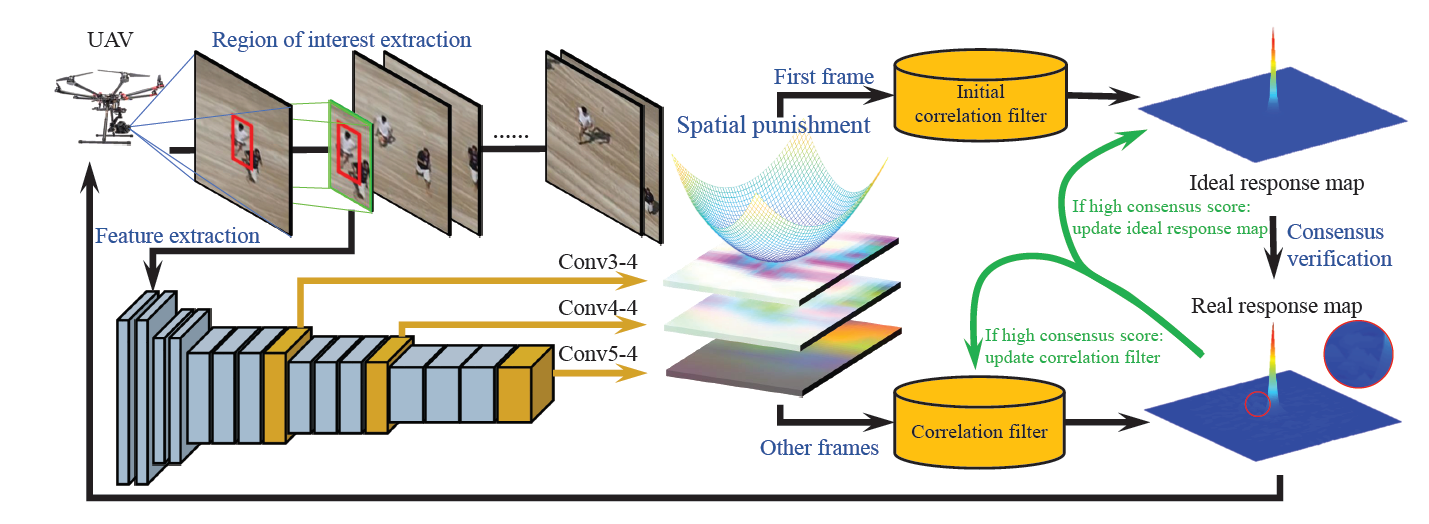 UAV
Region of interest extraction
......
First frame
Initial
correlation filter
Spatial punishment
Ideal response map
If high consensus score:
update ideal response map
Consensus
verification
Feature extraction
Conv3-4
Conv4-4
Conv5-4
Real response map
If high consensus score:
update correlation filter
Other frames
Correlation filter